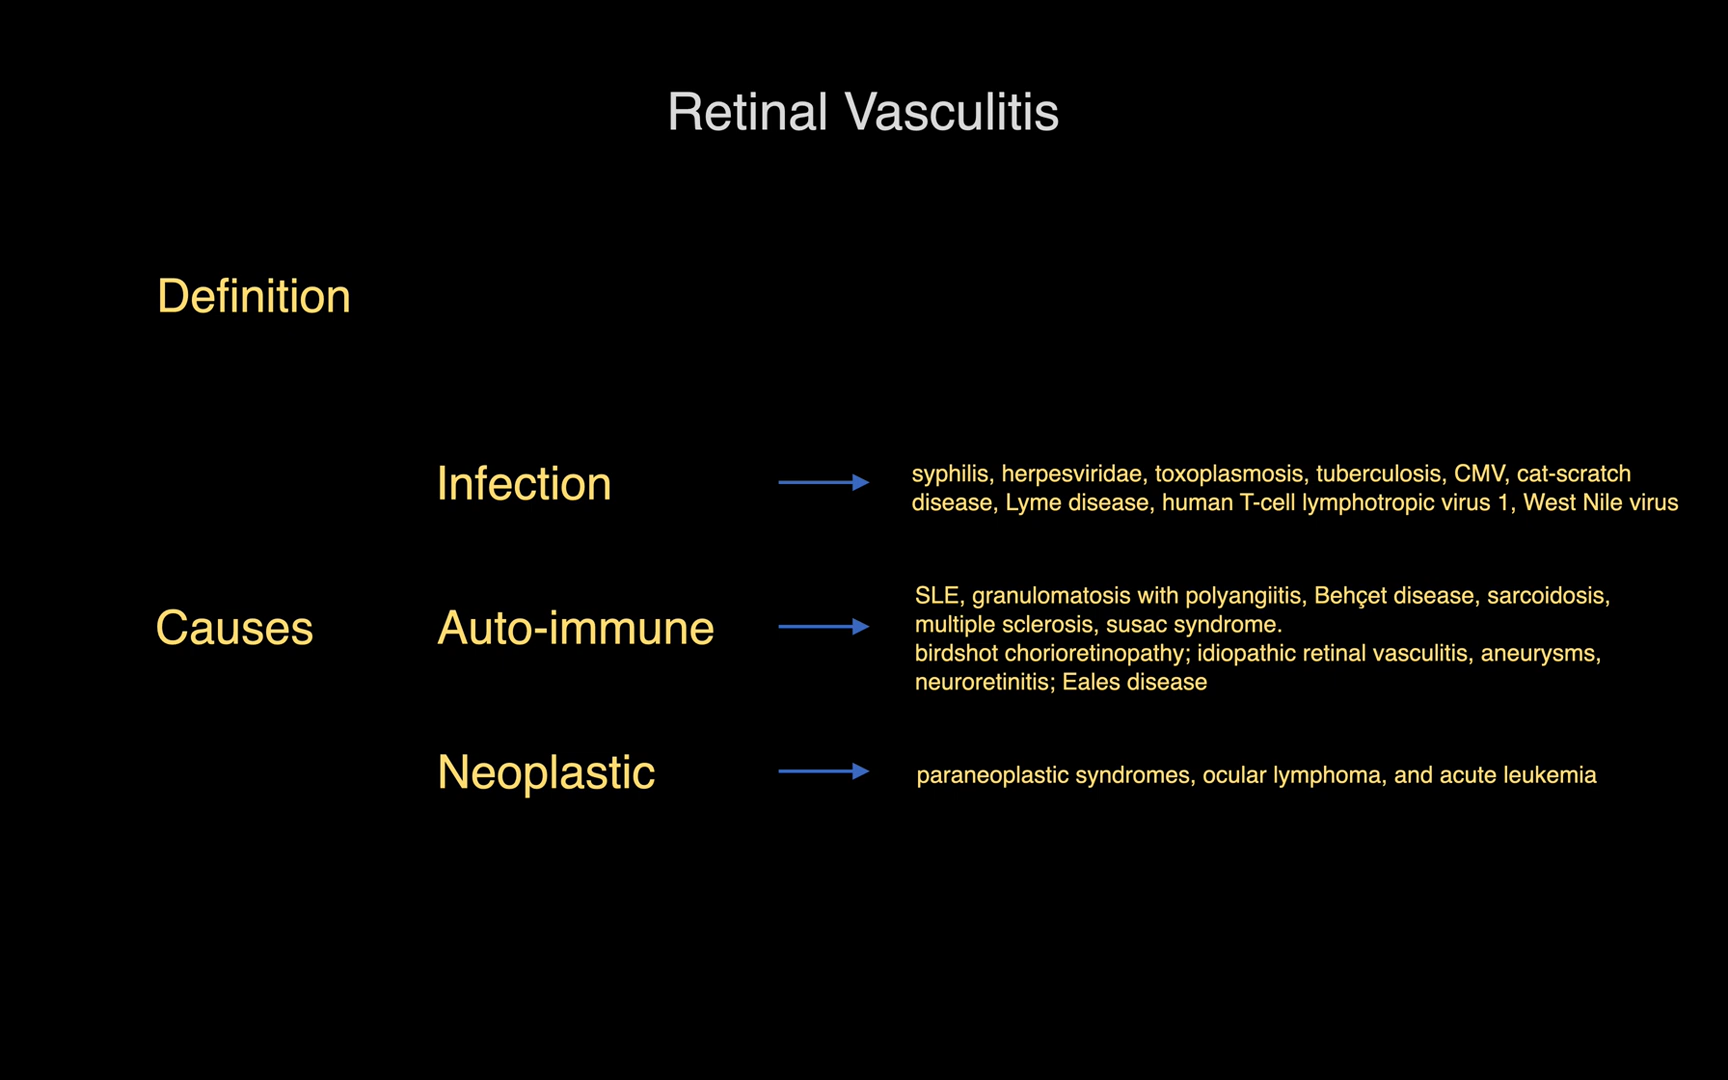 Retinal Vasculitis
Definition
Infection
syphilis, herpesviridae, toxoplasmosis, tuberculosis, CMV, cat-scratch
disease, Lyme disease, human T-cell lymphotropic virus 1, West Nile virus
Causes
Auto-immune
SLE, granulomatosis with polyangiitis, Behçet disease, sarcoidosis,
multiple sclerosis, susac syndrome.
birdshot chorioretinopathy; idiopathic retinal vasculitis, aneurysms,
neuroretinitis; Eales disease
Neoplastic
paraneoplastic syndromes, ocular lymphoma, and acute leukemia